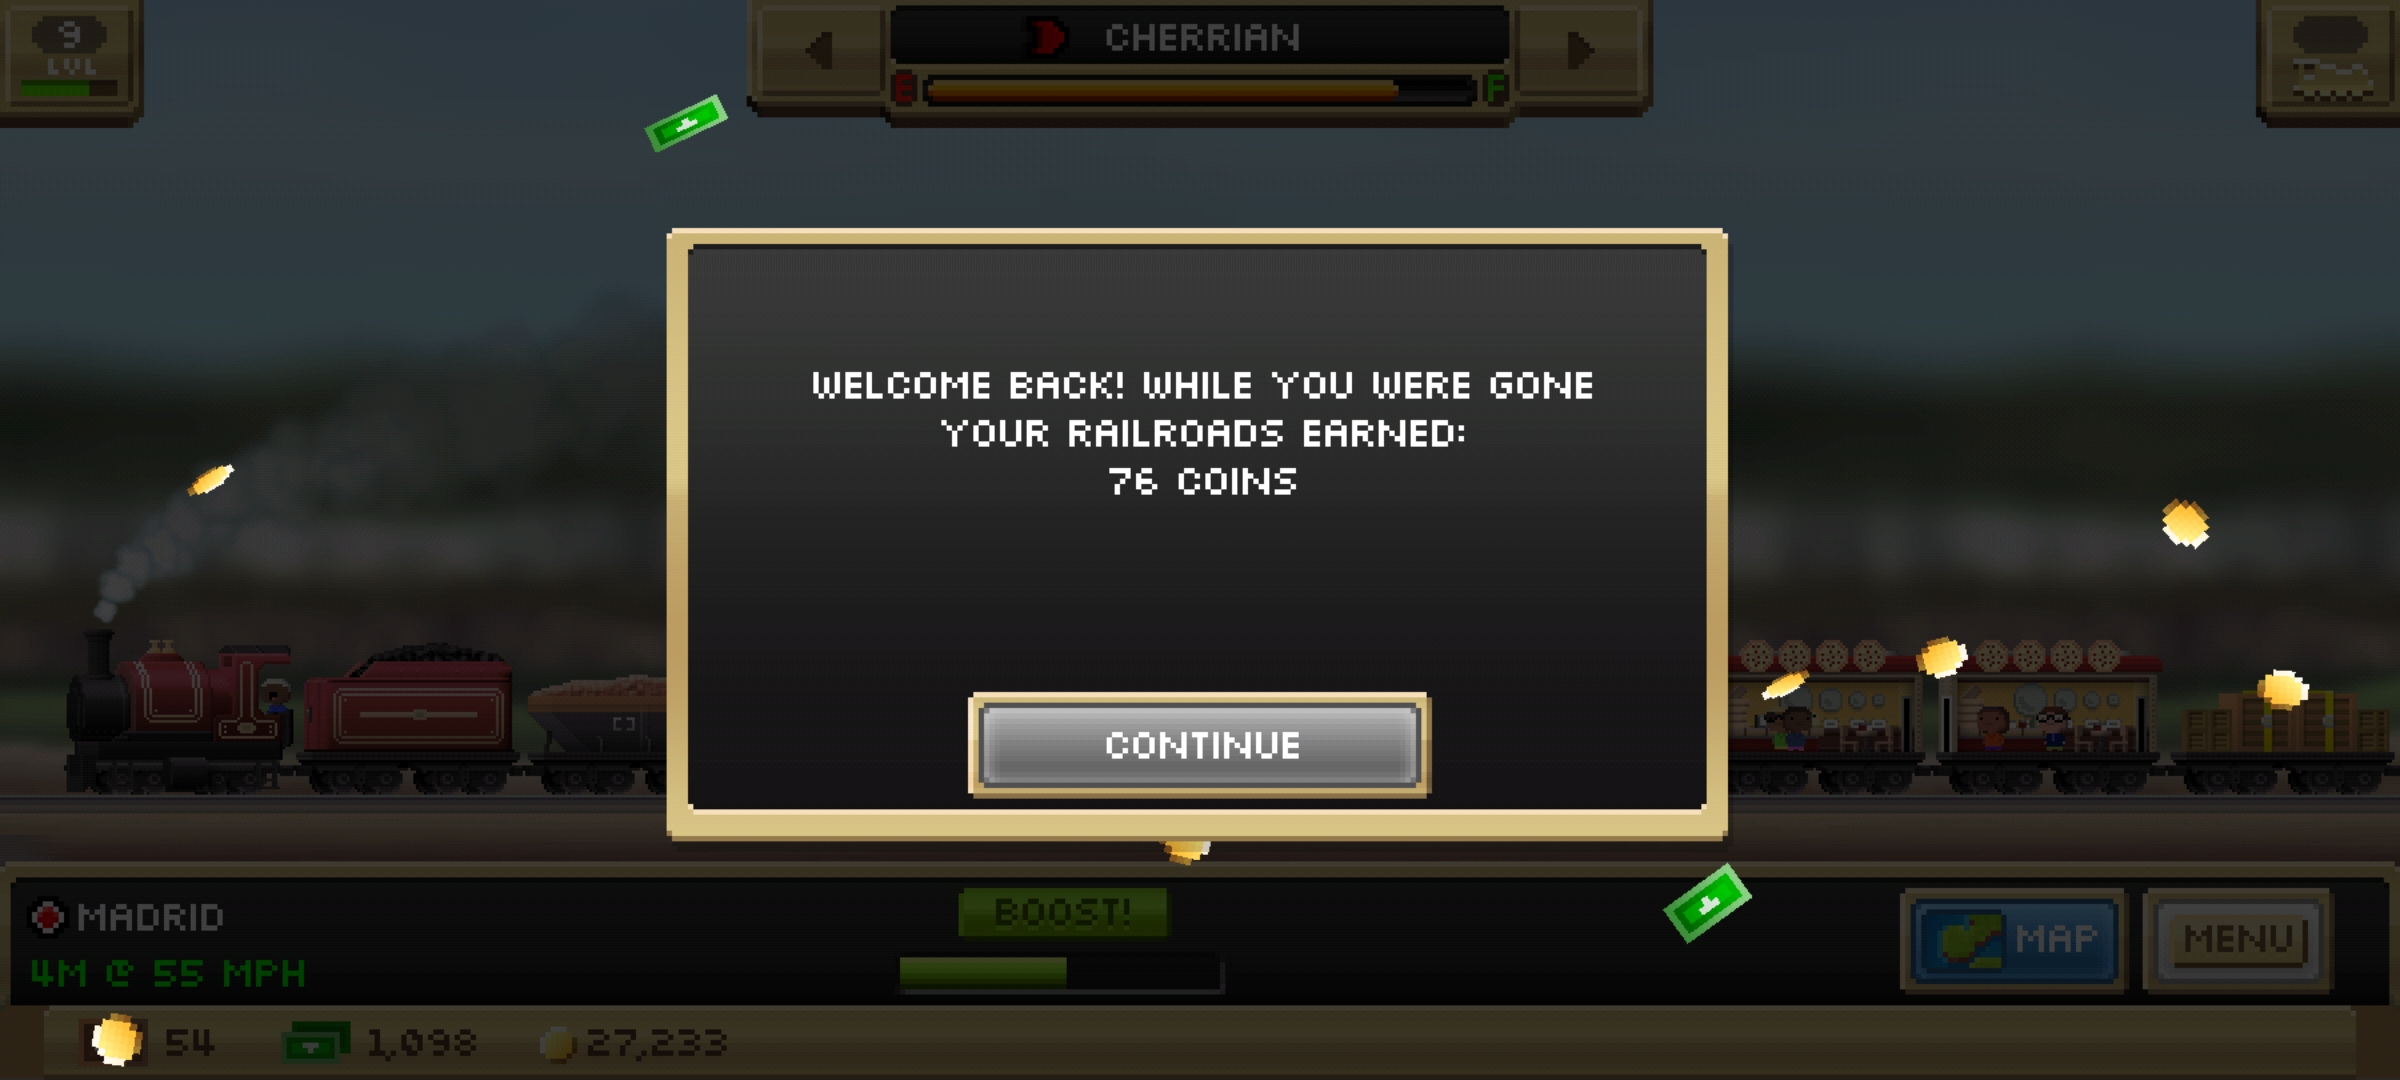 9
LVL
CHERRIAN
E F
WELCOME BACK! WHILE YOU WERE GONE
YOUR RAILROADS EARNED:
76 COINS
CONTINUE
MADRID
BOOST!
4M @ 55 MPH
MAP
MENU
54 1,098 27,233